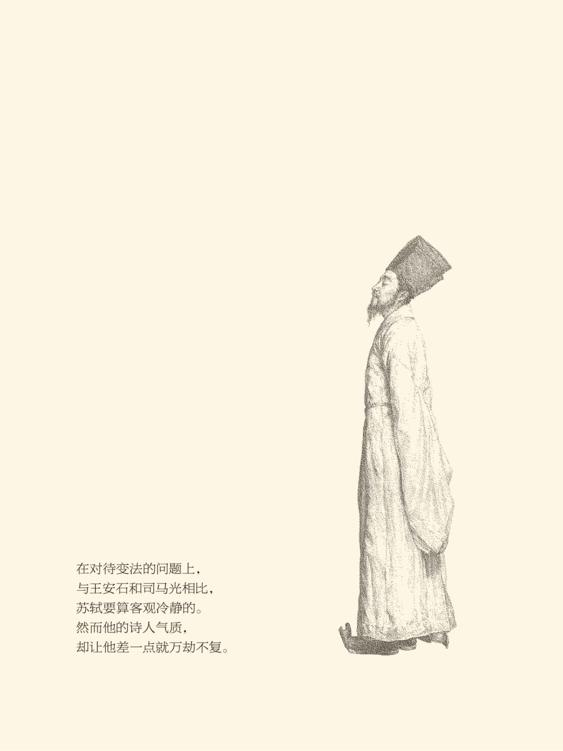 在对待变法的问题上，
与王安石和司马光相比，
苏轼要算客观冷静的。
然而他的诗人气质，
却让他差一点就万劫不复。